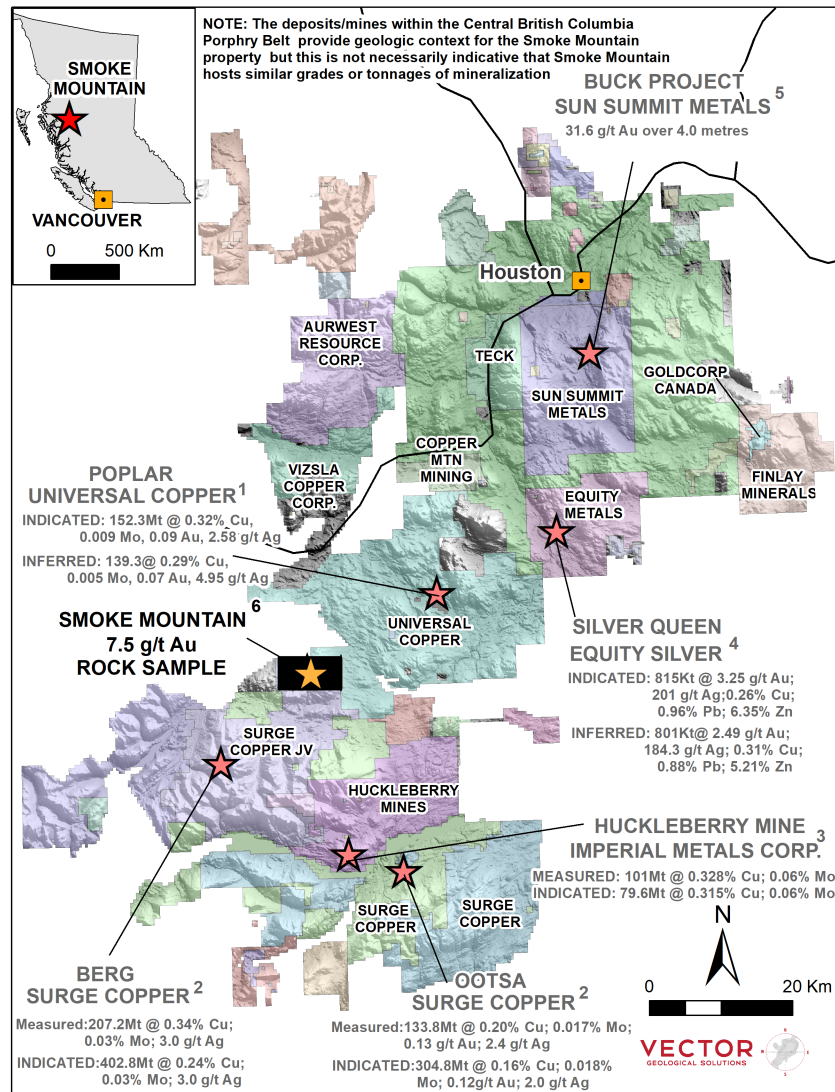 NOTE: The deposits/mines within the Central British Columbia
Porphry Belt provide geologic context for the Smoke Mountain
property but this is not necessarily indicative that Smoke Mountain
hosts similar grades or tonnages of mineralization
SMOKE
MOUNTAIN
VANCOUVER
0 500 Km
BUCK PROJECT
SUN SUMMIT METALS 5
31.6 g/t Au over 4.0 metres
Houston
AURWEST
RESOURCE
CORP.
TECK
SUN SUMMIT
METALS
GOLDCORP
CANADA
COPPER
MTN
MINING
VIZSLA
COPPER
CORP.
EQUITY
METALS
FINLAY
MINERALS
POPLAR
UNIVERSAL COPPER 1
INDICATED: 152.3Mt @ 0.32% Cu,
0.009 Mo, 0.09 Au, 2.58 g/t Ag
INFERRED: 139.3@ 0.29% Cu,
0.005 Mo, 0.07 Au, 4.95 g/t Ag
UNIVERSAL
COPPER
SMOKE MOUNTAIN 6
7.5 g/t Au
ROCK SAMPLE
SILVER QUEEN
EQUITY SILVER 4
INDICATED: 815Kt @ 3.25 g/t Au;
201 g/t Ag;0.26% Cu;
0.96% Pb; 6.35% Zn
INFERRED: 801Kt@ 2.49 g/t Au;
184.3 g/t Ag; 0.31% Cu;
0.88% Pb; 5.21% Zn
SURGE
COPPER JV
HUCKLEBERRY
MINES
HUCKLEBERRY MINE 3
IMPERIAL METALS CORP.
MEASURED: 101Mt @ 0.328% Cu; 0.06% Mo
INDICATED: 79.6Mt @ 0.315% Cu; 0.06% Mo
SURGE
COPPER
SURGE
COPPER
N
0 20 Km
BERG
SURGE COPPER 2
Measured:207.2Mt @ 0.34% Cu;
0.03% Mo; 3.0 g/t Ag
INDICATED:402.8Mt @ 0.24% Cu;
0.03% Mo; 3.0 g/t Ag
OOTSA
SURGE COPPER 2
Measured:133.8Mt @ 0.20% Cu; 0.017% Mo;
0.13 g/t Au; 2.4 g/t Ag
INDICATED:304.8Mt @ 0.16% Cu; 0.018%
Mo; 0.12g/t Au; 2.0 g/t Ag
VECTOR
GEOLOGICAL SOLUTIONS